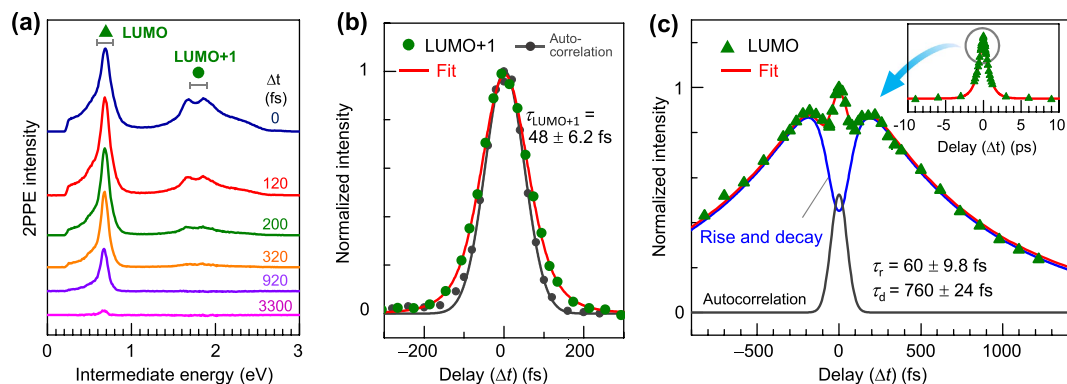 (a)
LUMO
LUMO+1
Δt
(fs)
0
120
200
320
920
3300
2PPE intensity
0
1
2
3
Intermediate energy (eV)
(b)
LUMO+1
Auto-
correlation
Fit
τLUMO+1 =
48 ± 6.2 fs
1
0
Normalized intensity
−200
0
200
Delay (Δt) (fs)
(c)
LUMO
Fit
1
0
Normalized intensity
Rise and decay
Autocorrelation
τr = 60 ± 9.8 fs
τd = 760 ± 24 fs
−500
0
500
1000
Delay (Δt) (fs)
-10
-5
0
5
10
Delay (Δt) (ps)